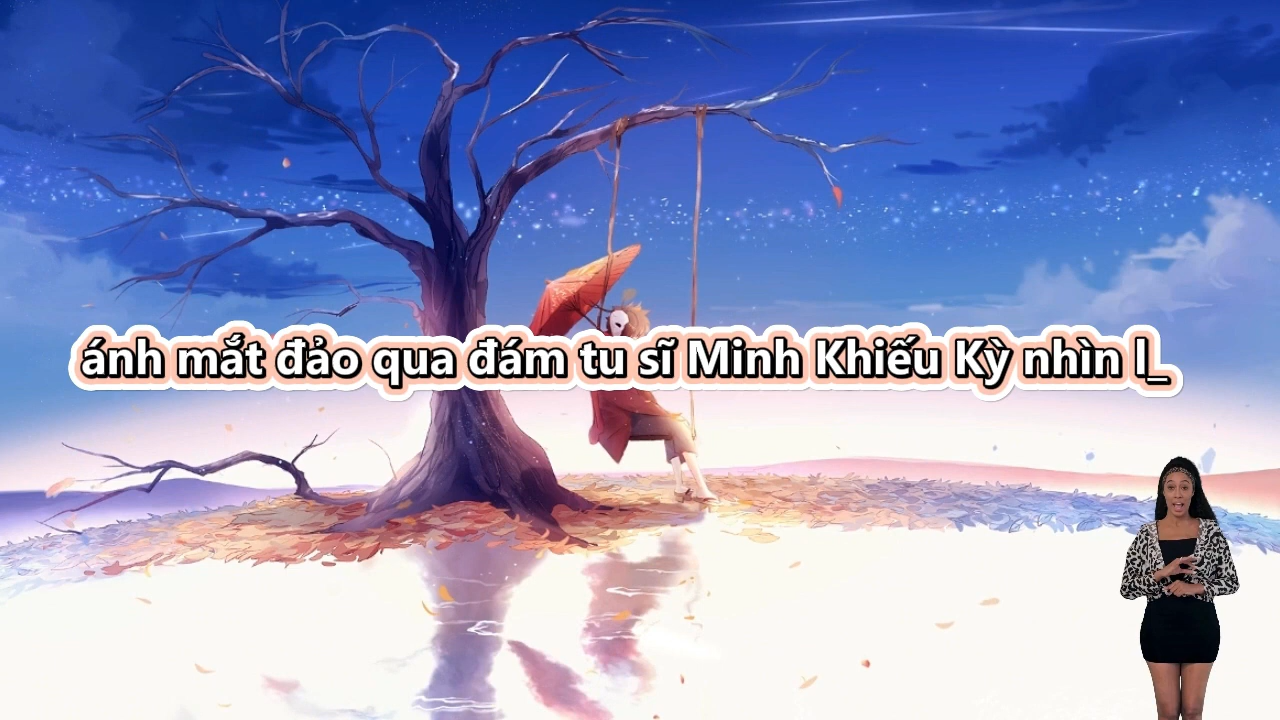 ánh mắt đảo qua đám tu sĩ Minh Khiếu Kỳ nhìn l_